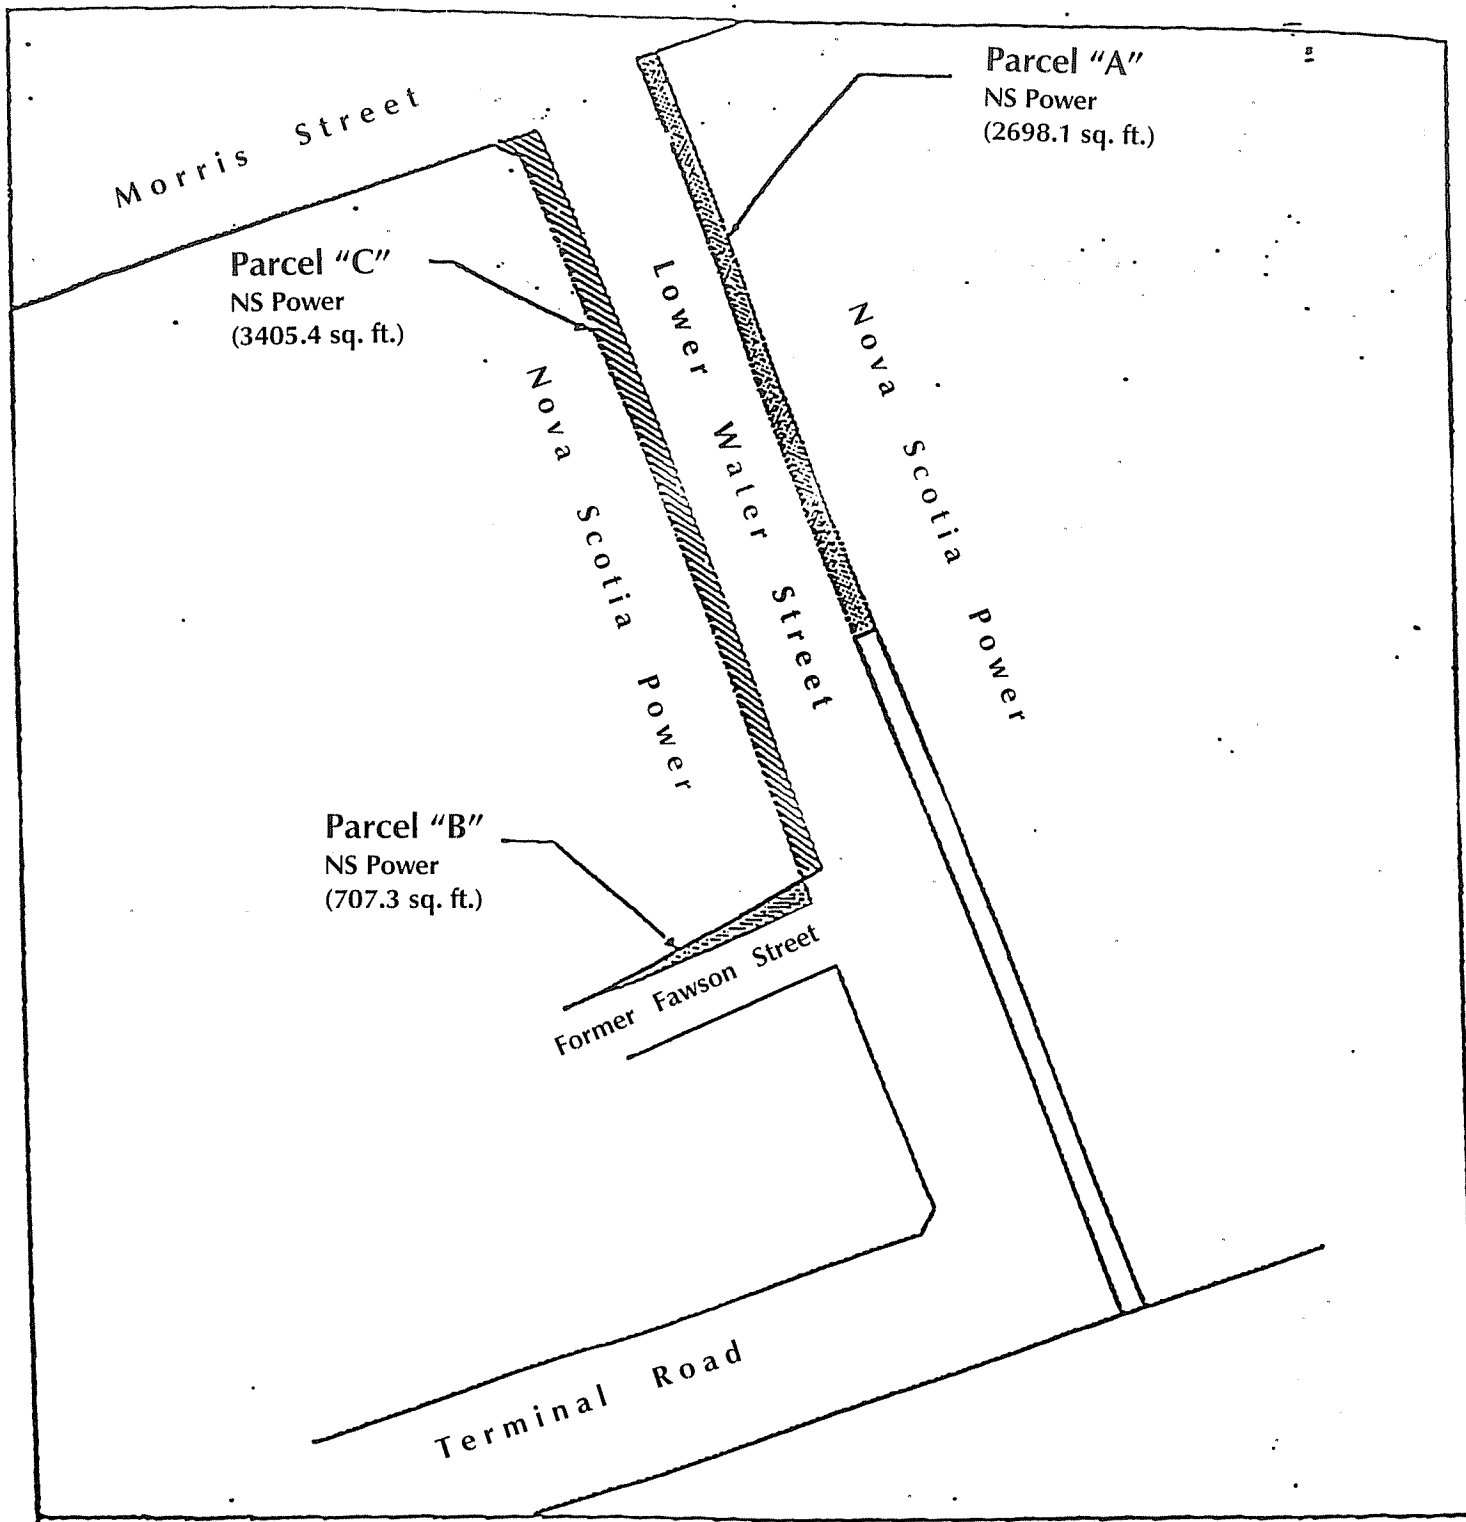 Parcel "A"
NS Power
(2698.1 sq. ft.)
Morris Street
Parcel "C"
NS Power
(3405.4 sq. ft.)
Lower Water Street
Nova Scotia Power
Nova Scotia Power
Parcel "B"
NS Power
(707.3 sq. ft.)
Former Fawson Street
Terminal Road